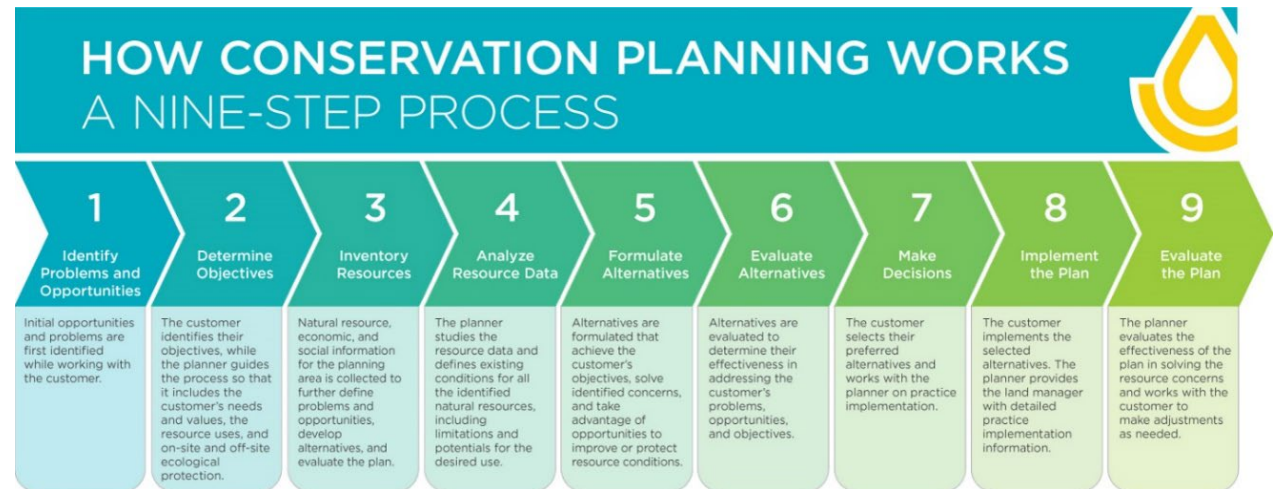 HOW CONSERVATION PLANNING WORKS
A NINE-STEP PROCESS
1
Identify
Problems and
Opportunities
Initial opportunities
and problems are
first identified
while working with
the customer.
2
Determine
Objectives
The customer
identifies their
objectives, while
the planner guides
the process so that
it includes the
customer's needs
and values, the
resource uses, and
on-site and off-site
ecological
protection.
3
Inventory
Resources
Natural resource,
economic, and
social information
for the planning
area is collected to
further define
problems and
opportunities,
develop
alternatives, and
evaluate the plan.
4
Analyze
Resource Data
The planner
studies the
resource data and
defines existing
conditions for all
the identified
natural resources,
including
limitations and
potentials for the
desired use.
5
Formulate
Alternatives
Alternatives are
formulated that
achieve the
customer's
objectives, solve
identified concerns,
and take
advantage of
opportunities to
improve or protect
resource conditions.
6
Evaluate
Alternatives
Alternatives are
evaluated to
determine their
effectiveness in
addressing the
customer's
problems,
opportunities,
and objectives.
7
Make
Decisions
The customer
selects their
preferred
alternatives and
works with the
planner on practice
implementation.
8
Implement
the Plan
The customer
implements the
selected
alternatives. The
planner provides
the land manager
with detailed
practice
implementation
information.
9
Evaluate
the Plan
The planner
evaluates the
effectiveness of the
plan in solving the
resource concerns
and works with the
customer to
make adjustments
as needed.